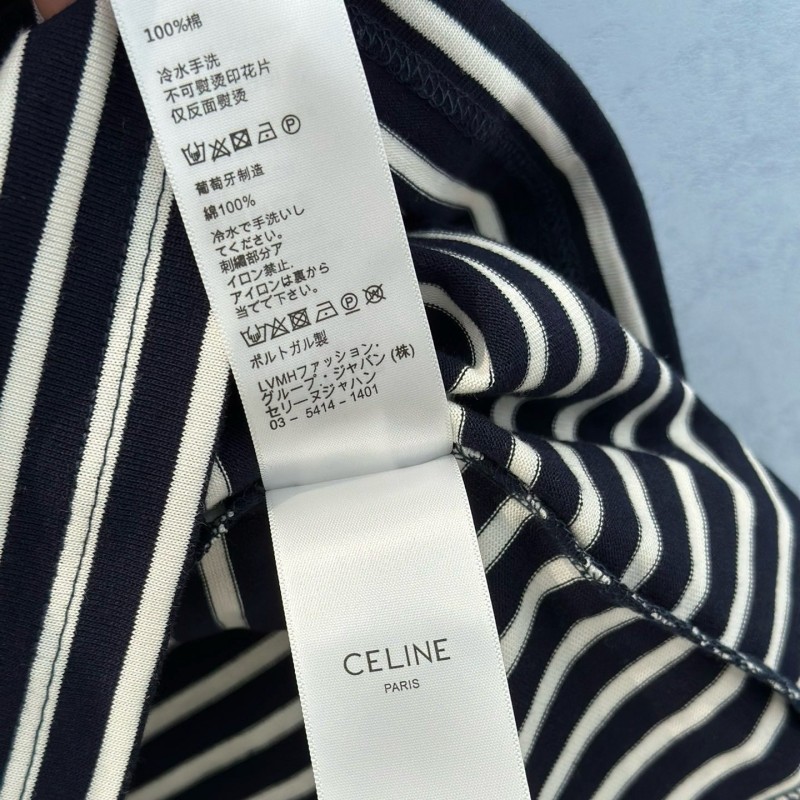 100%棉
冷水手洗
不可熨烫印花片
仅反面熨烫
P
葡萄牙制造
綿100%
冷水で手洗いし
てください。
刺繍部分ア
イロン禁止.
アイロンは裏から
当てて下さい。
P
ポルトガル製
LVMHファッション・
グループ・ジャパン(株)
セリーヌジャハン
03-5414-1401
CELINE
PARIS